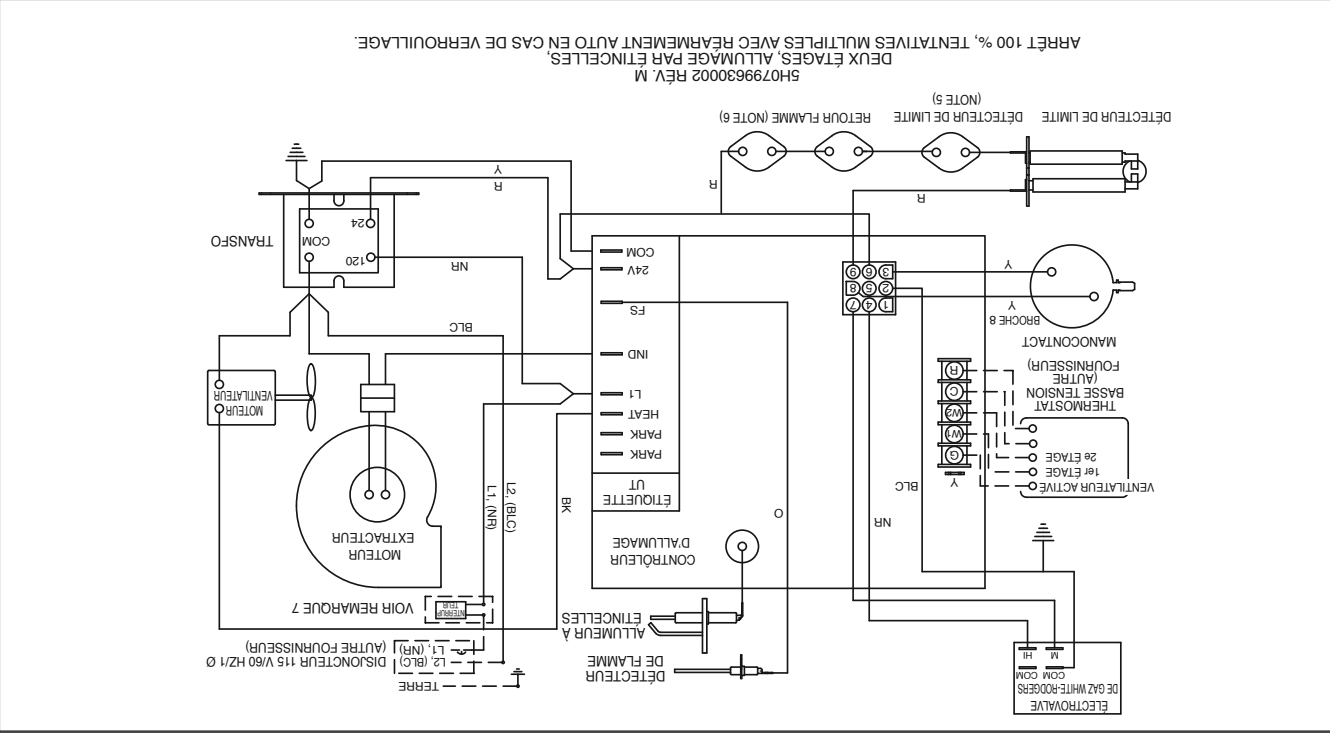 ÉLECTROVALVE
DE GAZ WHITE-RODGERS
COM COM
M HI
TERRE
DISJONCTEUR 115 V/60 HZ/1 Ø
(AUTRE FOURNISSEUR)
L2, (BLC)
L1, (NR)
DÉTECTEUR
DE FLAMME
ALLUMEUR À
ÉTINCELLES
INTERRUP
TEUR
VOIR REMARQUE 7
CONTRÔLEUR
D'ALLUMAGE
MOTEUR
EXTRACTEUR
NR
BLC
O
BK
L2, (BLC)
L1, (NR)
VENTILATEUR ACTIVÉ
1er ÉTAGE
2e ÉTAGE
Y
G
W1
W2
C
R
THERMOSTAT
BASSE TENSION
(AUTRE
FOURNISSEUR)
ÉTIQUETTE
UT
PARK
PARK
HEAT
L1
IND
FS
24V
COM
MOTEUR
VENTILATEUR
MANOCONTACT
BROCHE 8
Y
Y
1 4 7
2 5 8
3 6 9
BLC
NR
120
COM
24
TRANSFO
R
R
R
Y
DÉTECTEUR DE LIMITE
DÉTECTEUR DE LIMITE
(NOTE 5)
RETOUR FLAMME (NOTE 6)
5H0799630002 RÉV. M
DEUX ÉTAGES, ALLUMAGE PAR ÉTINCELLES,
ARRÊT 100 %, TENTATIVES MULTIPLES AVEC RÉARMEMENT AUTO EN CAS DE VERROUILLAGE.